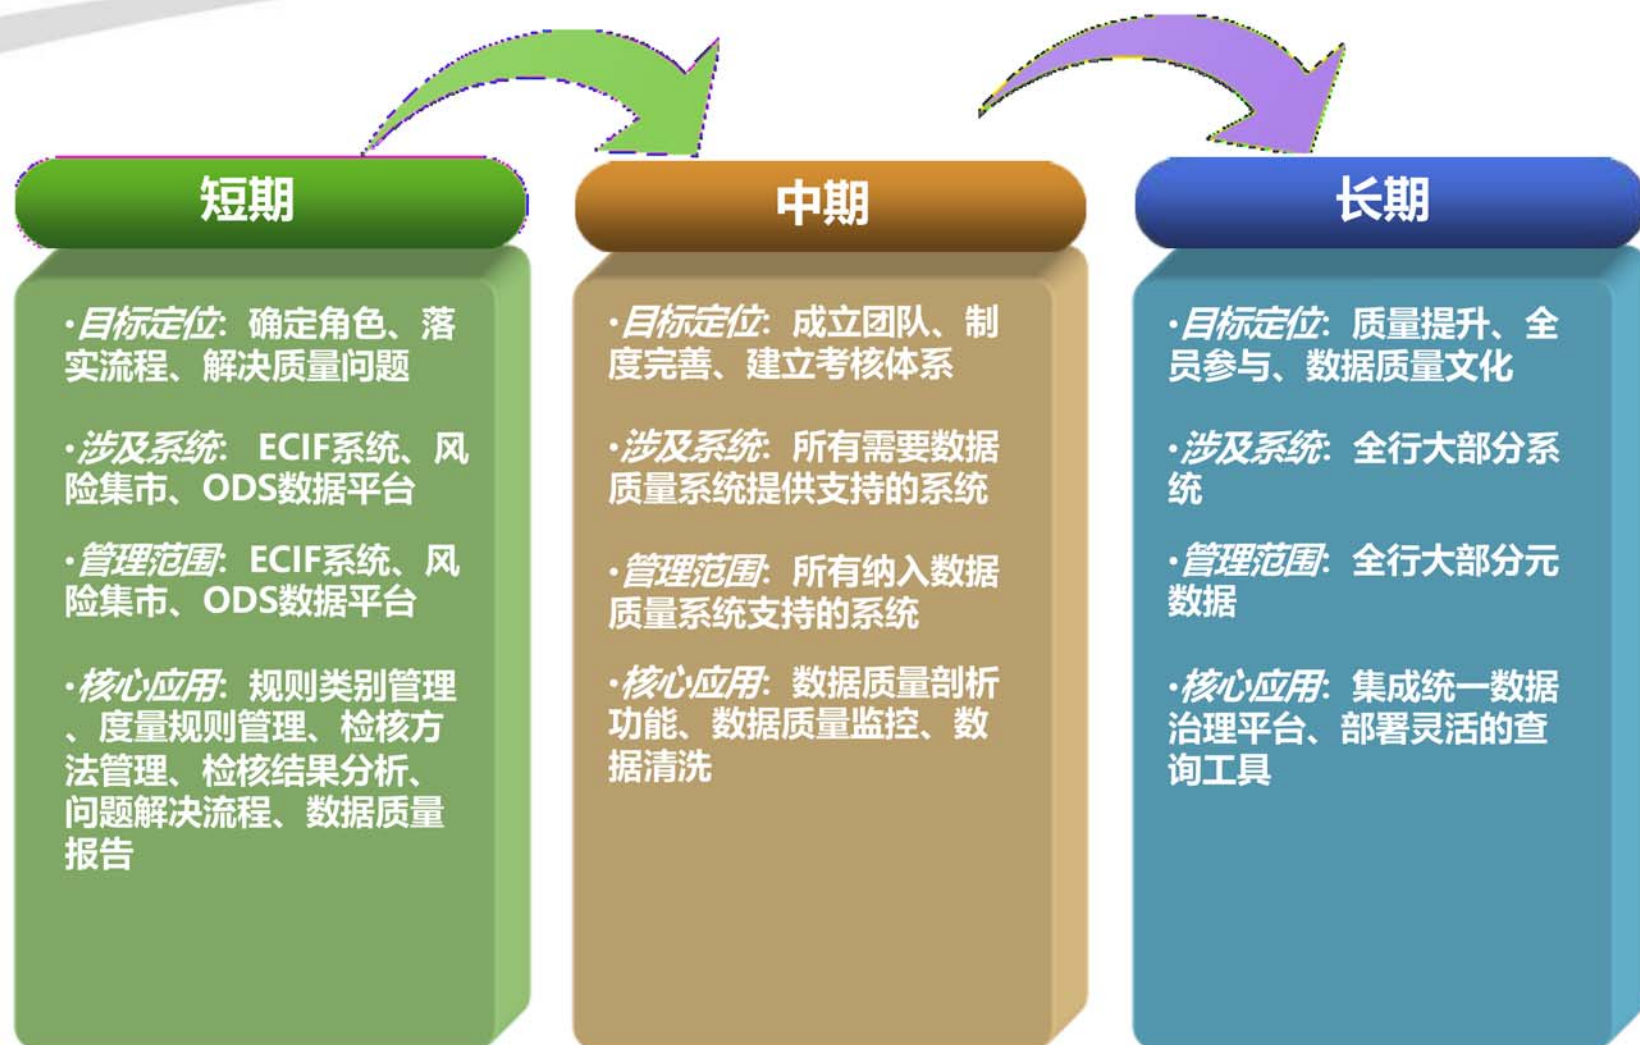 短期
·目标定位：确定角色、落
实流程、解决质量问题
·涉及系统： ECIF系统、风
险集市、ODS数据平台
·管理范围：ECIF系统、风
险集市、ODS数据平台
·核心应用：规则类别管理
、度量规则管理、检核方
法管理、检核结果分析、
问题解决流程、数据质量
报告
中期
·目标定位：成立团队、制
度完善、建立考核体系
·涉及系统：所有需要数据
质量系统提供支持的系统
·管理范围：所有纳入数据
质量系统支持的系统
·核心应用：数据质量剖析
功能、数据质量监控、数
据清洗
长期
·目标定位：质量提升、全
员参与、数据质量文化
·涉及系统：全行大部分系
统
·管理范围：全行大部分元
数据
·核心应用：集成统一数据
治理平台、部署灵活的查
询工具